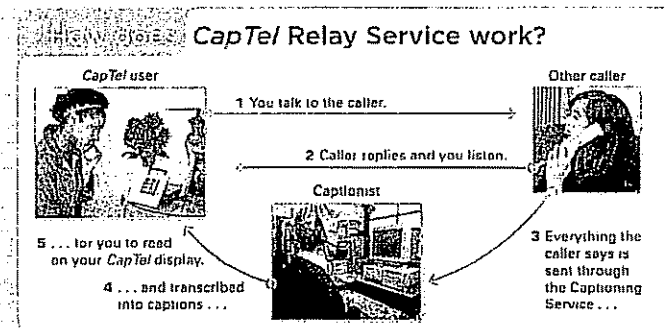 How does CapTel Relay Service work?
CapTel user
Other caller
1 You talk to the caller.
2 Caller replies and you listen.
Captionist
3 Everything the
caller says is
sent through
the Captioning
Service . . .
4 . . . and transcribed
into captions . . .
5 . . . for you to read
on your CapTel display.